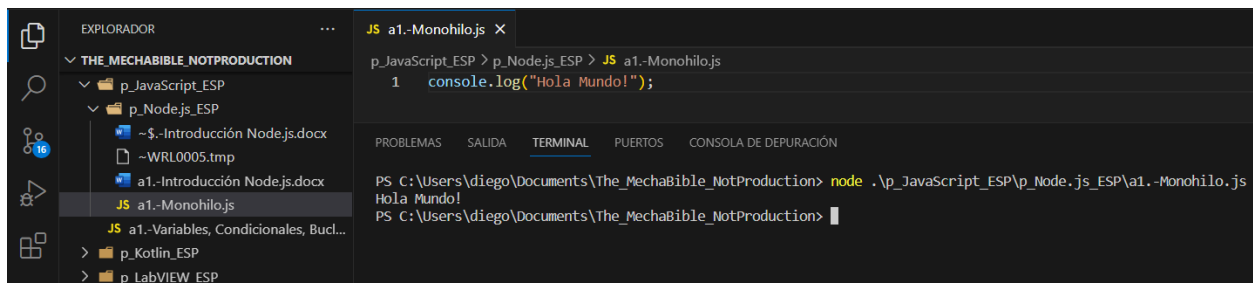 EXPLORADOR
...
THE_MECHABIBLE_NOTPRODUCTION
p_JavaScript_ESP
p_Node.js_ESP
~$.-Introducción Node.js.docx
~WRL0005.tmp
a1.-Introducción Node.js.docx
JS a1.-Monohilo.js
JS a1.-Variables, Condicionales, Bucl...
p_Kotlin_ESP
p_LabVIEW_ESP
16
JS a1.-Monohilo.js
p_JavaScript_ESP > p_Node.js_ESP > JS a1.-Monohilo.js
1 console.log("Hola Mundo!");
PROBLEMAS SALIDA TERMINAL PUERTOS CONSOLA DE DEPURACIÓN
PS C:\Users\diego\Documents\The_MechaBible_NotProduction> node .\p_JavaScript_ESP\p_Node.js_ESP\a1.-Monohilo.js
Hola Mundo!
PS C:\Users\diego\Documents\The_MechaBible_NotProduction>